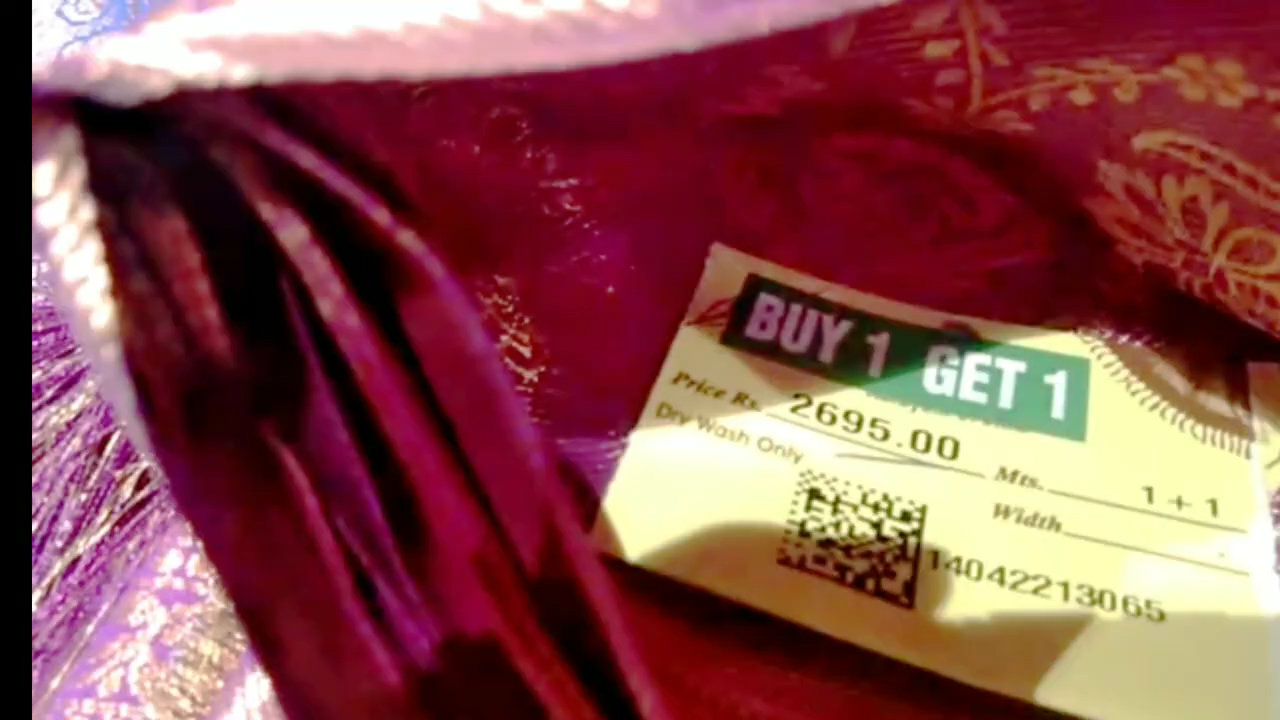 BUY 1 GET 1
Price Rs. 2695.00
Dry Wash Only
Mts. 1 + 1
Width
14042213065